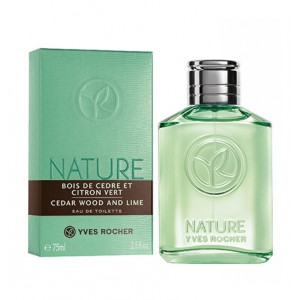 NATURE
BOIS DE CEDRE ET
CITRON VERT
CEDAR WOOD AND LIME
EAU DE TOILETTE
YVES ROCHER
e 75ml
NATURE
YVES ROCHER